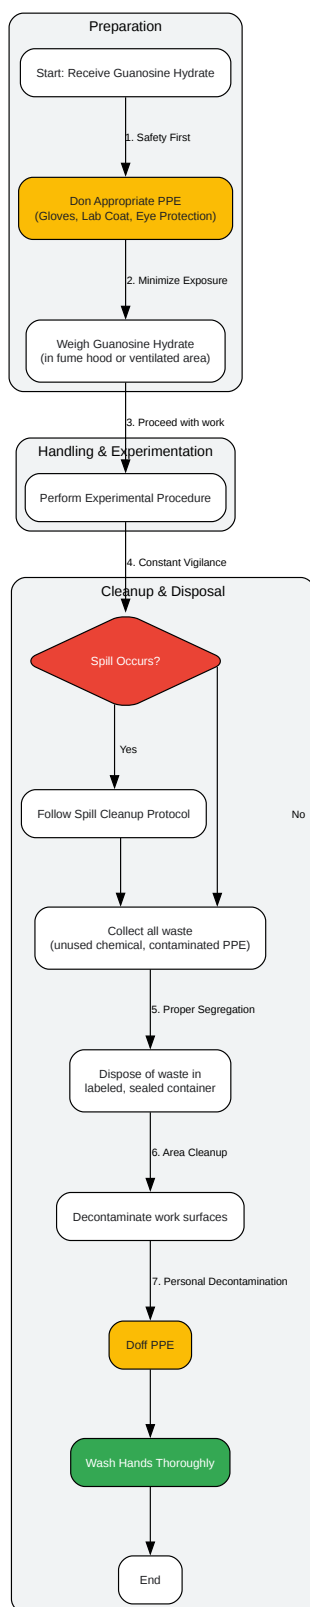 Preparation
Start: Receive Guanosine Hydrate
1. Safety First
Don Appropriate PPE
(Gloves, Lab Coat, Eye Protection)
2. Minimize Exposure
Weigh Guanosine Hydrate
(in fume hood or ventilated area)
3. Proceed with work
Handling & Experimentation
Perform Experimental Procedure
4. Constant Vigilance
Cleanup & Disposal
Spill Occurs?
Yes
Follow Spill Cleanup Protocol
No
Collect all waste
(unused chemical, contaminated PPE)
5. Proper Segregation
Dispose of waste in
labeled, sealed container
6. Area Cleanup
Decontaminate work surfaces
7. Personal Decontamination
Doff PPE
Wash Hands Thoroughly
End